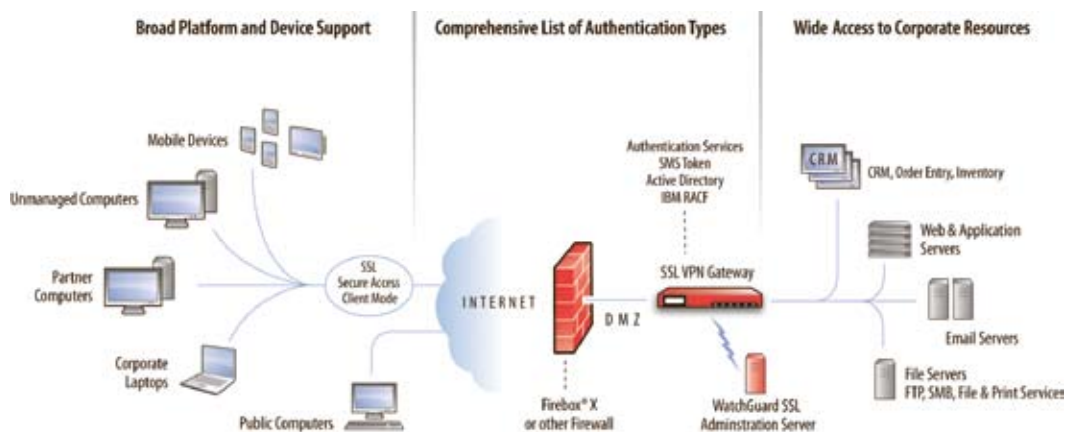 Broad Platform and Device Support
Comprehensive List of Authentication Types
Wide Access to Corporate Resources
Mobile Devices
Unmanaged Computers
Partner
Computers
Corporate
Laptops
Public Computers
SSL
Secure Access
Client Mode
INTERNET
Firebox® X
or other Firewall
DMZ
Authentication Services
SMS Token
Active Directory
IBM RACF
SSL VPN Gateway
WatchGuard SSL
Adminstration Server
CRM
CRM, Order Entry, Inventory
Web & Application
Servers
Email Servers
File Servers
FTP, SMB, File & Print Services